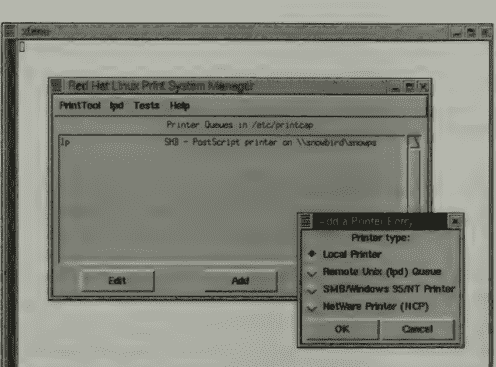 xterm
Red Hat Linux Print System Manager
PrintTool lpd Tests Help
Printer Queues in /etc/printcap
lp SMB - PostScript printer on \\snowbird\snowps
Add a Printer Entry
Printer type:
Local Printer
Remote Unix (lpd) Queue
SMB/Windows 95/NT Printer
NetWare Printer (NCP)
Edit Add
OK Cancel